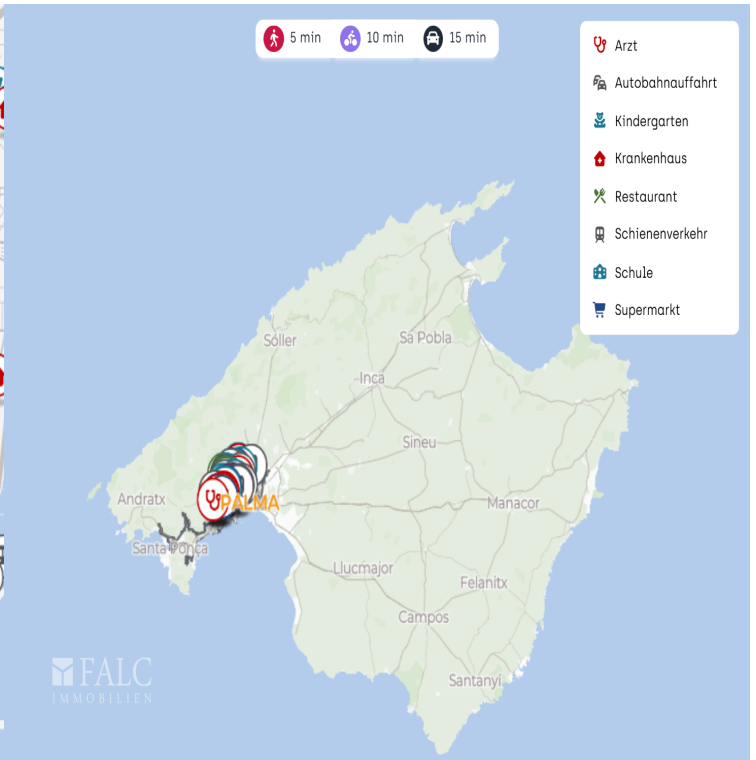 5 min
10 min
15 min
Arzt
Autobahnauffahrt
Kindergarten
Krankenhaus
Restaurant
Schienenverkehr
Schule
Supermarkt
Sóller
Sa Pobla
Inca
Sineu
Andratx
PALMA
Manacor
Santa Ponça
Llucmajor
Felanitx
Campos
Santanyí
FALC
IMMOBILIEN